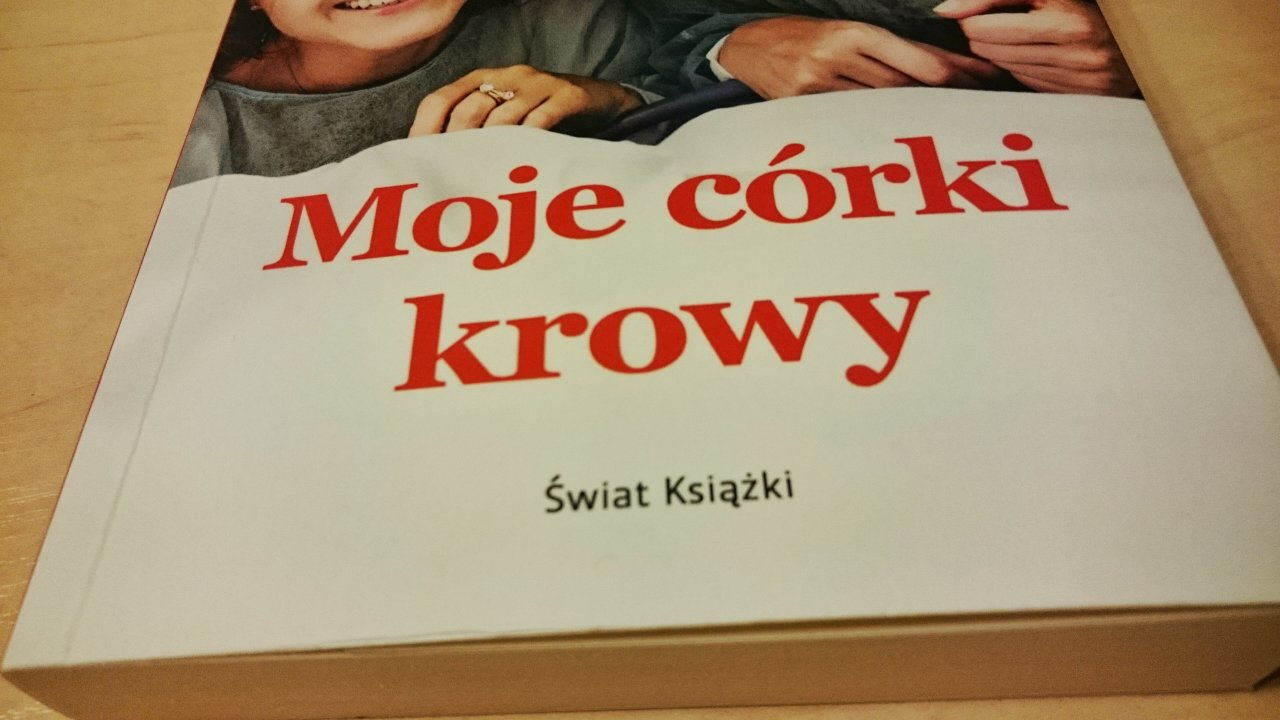 Moje córki
krowy
Świat Książki